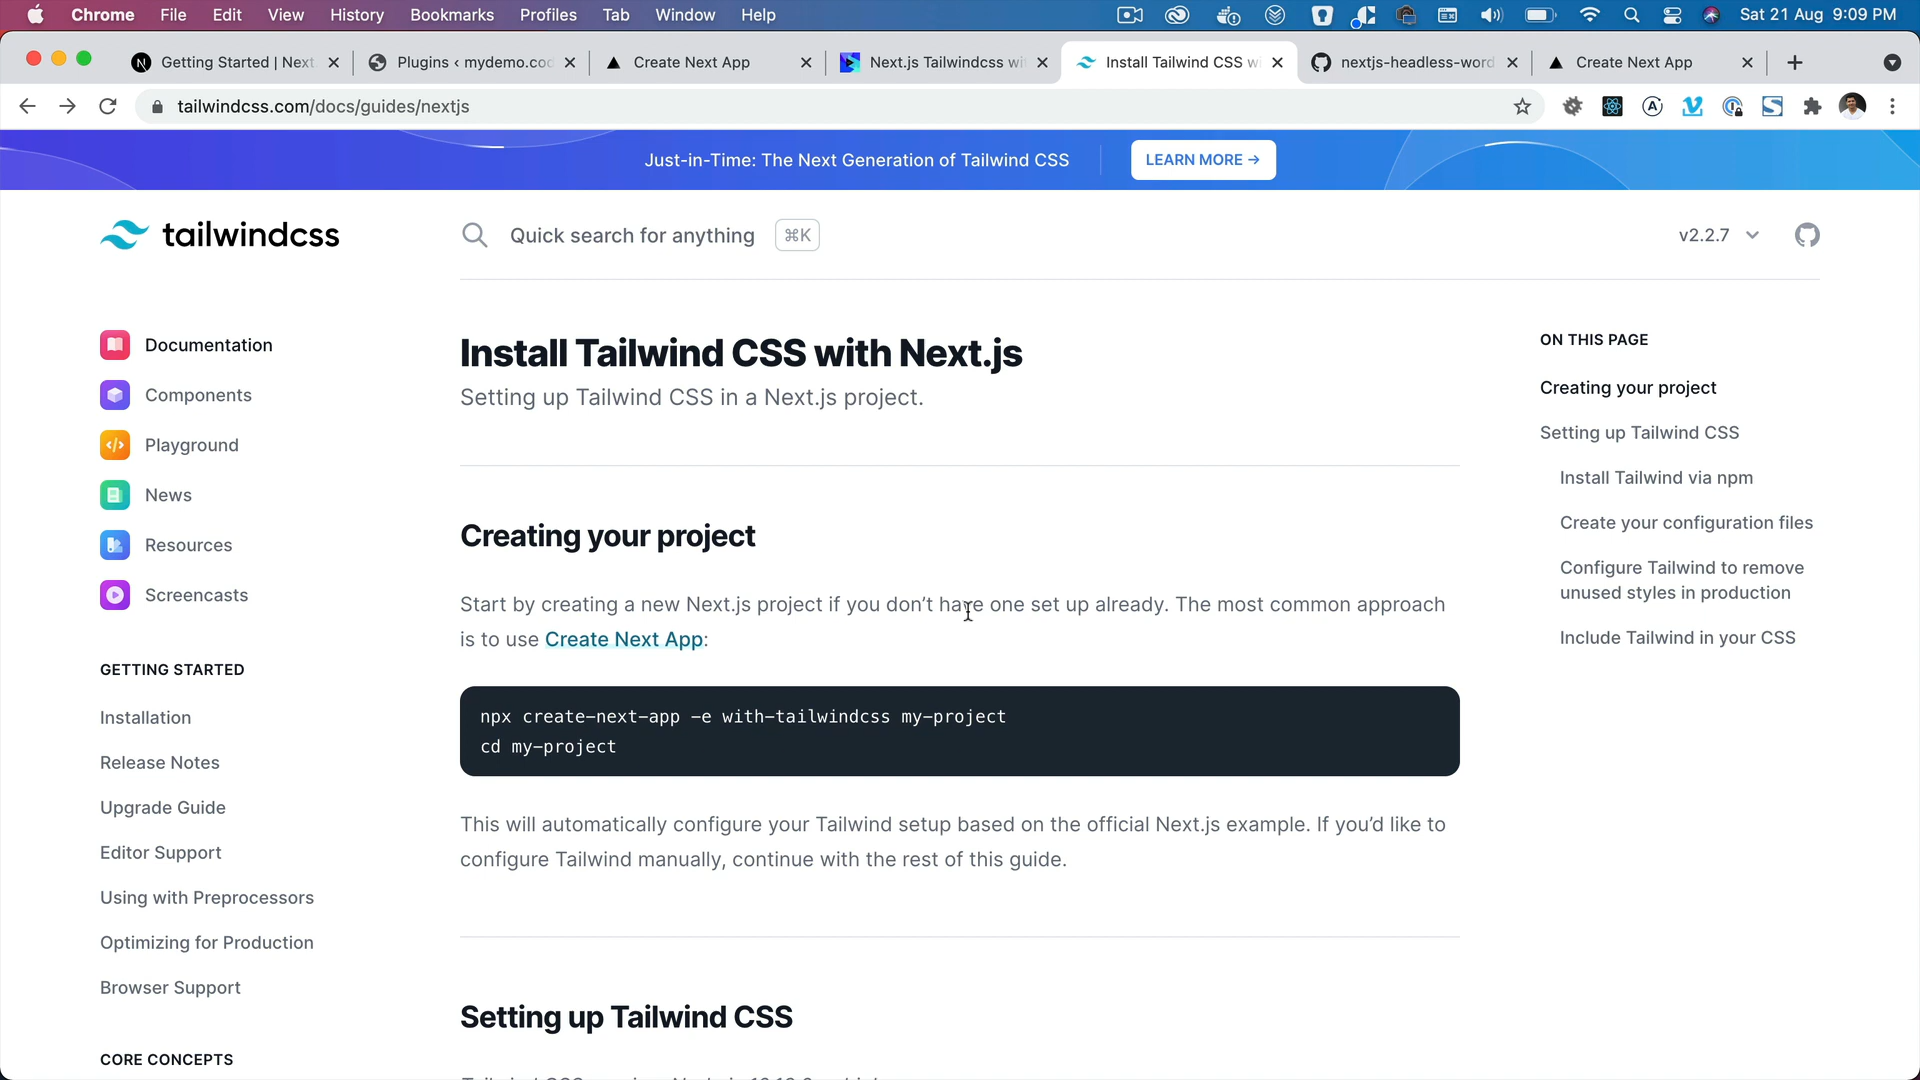 Chrome File Edit View History Bookmarks Profiles Tab Window Help Sat 21 Aug 9:09 PM
Getting Started | Next Plugins ‹ mydemo.coc Create Next App Next.js Tailwindcss wi Install Tailwind CSS w nextjs-headless-word Create Next App
tailwindcss.com/docs/guides/nextjs
Just-in-Time: The Next Generation of Tailwind CSS LEARN MORE →
tailwindcss
Quick search for anything ⌘K
v2.2.7
Documentation
Components
Playground
News
Resources
Screencasts
GETTING STARTED
Installation
Release Notes
Upgrade Guide
Editor Support
Using with Preprocessors
Optimizing for Production
Browser Support
CORE CONCEPTS
Install Tailwind CSS with Next.js
Setting up Tailwind CSS in a Next.js project.
Creating your project
Start by creating a new Next.js project if you don’t have one set up already. The most common approach
is to use Create Next App:
npx create-next-app -e with-tailwindcss my-project
cd my-project
This will automatically configure your Tailwind setup based on the official Next.js example. If you’d like to
configure Tailwind manually, continue with the rest of this guide.
Setting up Tailwind CSS
ON THIS PAGE
Creating your project
Setting up Tailwind CSS
Install Tailwind via npm
Create your configuration files
Configure Tailwind to remove
unused styles in production
Include Tailwind in your CSS